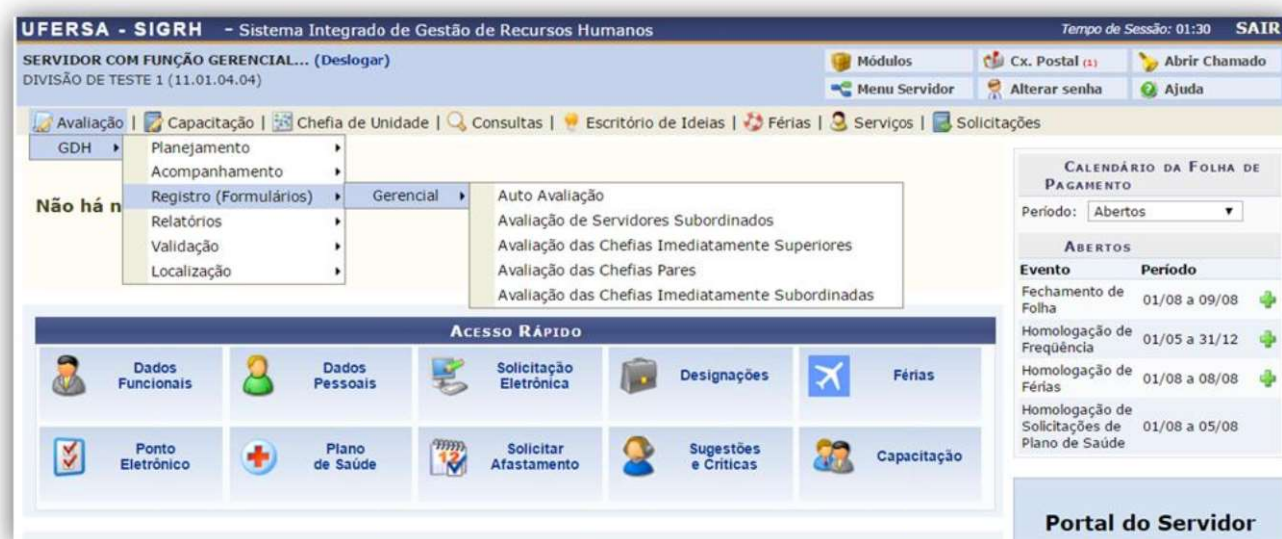 UFERSA - SIGRH - Sistema Integrado de Gestão de Recursos Humanos
Tempo de Sessão: 01:30 SAIR
SERVIDOR COM FUNÇÃO GERENCIAL... (Deslogar)
DIVISÃO DE TESTE 1 (11.01.04.04)
Módulos
Cx. Postal (1)
Abrir Chamado
Menu Servidor
Alterar senha
Ajuda
Avaliação | Capacitação | Chefia de Unidade | Consultas | Escritório de Ideias | Férias | Serviços | Solicitações
GDH
Planejamento
Acompanhamento
Registro (Formulários)
Relatórios
Validação
Localização
Gerencial
Auto Avaliação
Avaliação de Servidores Subordinados
Avaliação das Chefias Imediatamente Superiores
Avaliação das Chefias Pares
Avaliação das Chefias Imediatamente Subordinadas
Não há n
ACESSO RÁPIDO
Dados
Funcionais
Dados
Pessoais
Solicitação
Eletrônica
Designações
Férias
Ponto
Eletrônico
Plano
de Saúde
12
Solicitar
Afastamento
Sugestões
e Críticas
Capacitação
CALENDÁRIO DA FOLHA DE
PAGAMENTO
Período: Abertos
ABERTOS
Evento Período
Fechamento de
Folha
01/08 a 09/08
Homologação de
Freqüência
01/05 a 31/12
Homologação de
Férias
01/08 a 08/08
Homologação de
Solicitações de
Plano de Saúde
01/08 a 05/08
Portal do Servidor